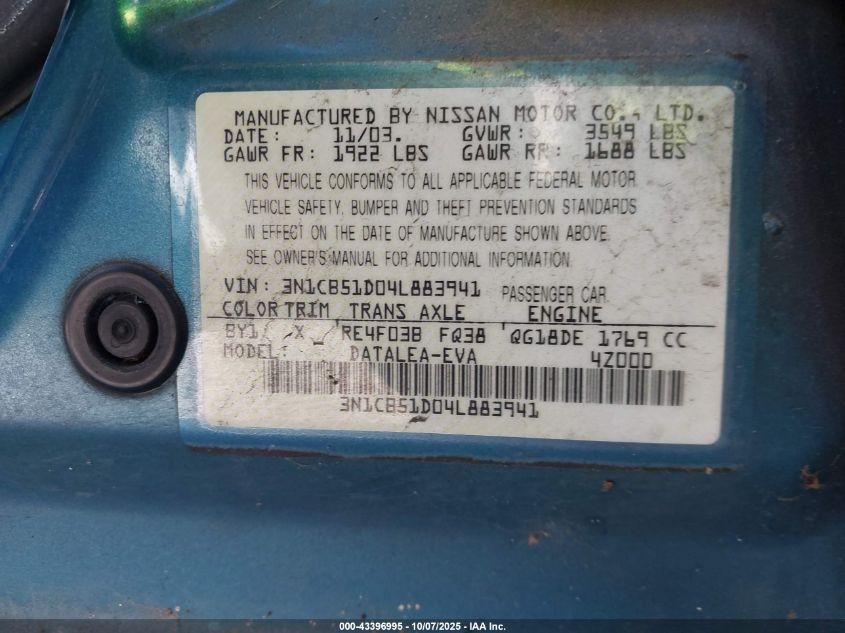 MANUFACTURED BY NISSAN MOTOR CO., LTD.
DATE: 11/03. GVWR: 3549 LBS
GAWR FR: 1922 LBS GAWR RR: 1688 LBS
THIS VEHICLE CONFORMS TO ALL APPLICABLE FEDERAL MOTOR
VEHICLE SAFETY, BUMPER AND THEFT PREVENTION STANDARDS
IN EFFECT ON THE DATE OF MANUFACTURE SHOWN ABOVE.
SEE OWNER'S MANUAL FOR ADDITIONAL INFORMATION.
VIN: 3N1CB51D04L883941 PASSENGER CAR
COLOR TRIM TRANS AXLE ENGINE
BY1/ X RE4F03B FQ38 QG18DE 1769 CC
MODEL: DATALEA-EVA 4Z000
3N1CB51D04L883941
000-43396995 - 10/07/2025 - IAA Inc.